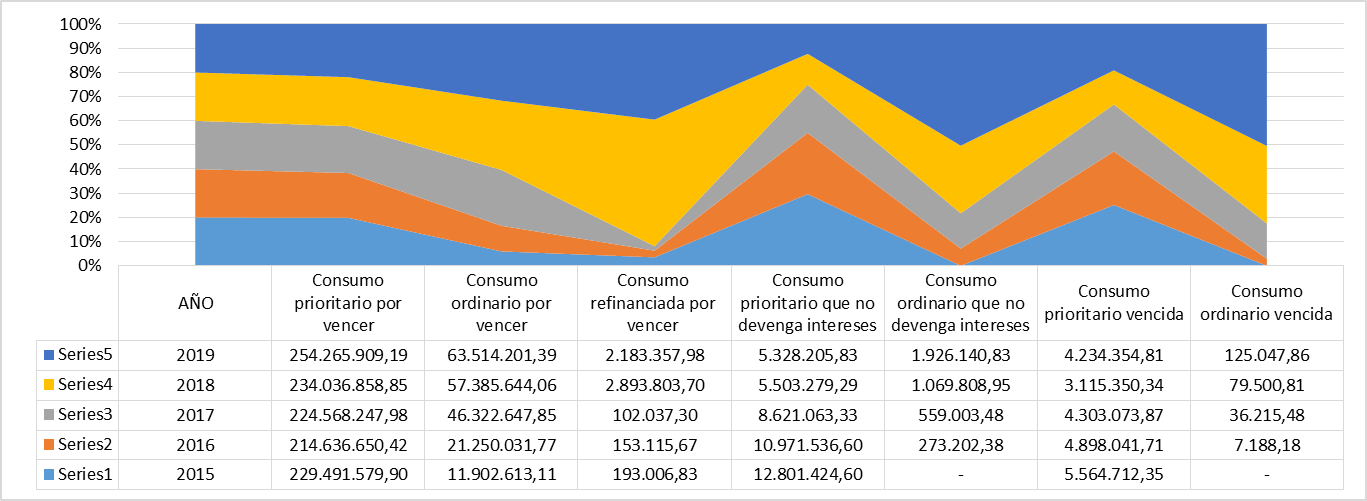 100%
90%
80%
70%
60%
50%
40%
30%
20%
10%
0%
AÑO
Consumo
prioritario por
vencer
Consumo
ordinario por
vencer
Consumo
refinanciada por
vencer
Consumo
prioritario que no
devenga intereses
Consumo
ordinario que no
devenga intereses
Consumo
prioritario vencida
Consumo
ordinario vencida
Series5 2019 254.265.909,19 63.514.201,39 2.183.357,98 5.328.205,83 1.926.140,83 4.234.354,81 125.047,86
Series4 2018 234.036.858,85 57.385.644,06 2.893.803,70 5.503.279,29 1.069.808,95 3.115.350,34 79.500,81
Series3 2017 224.568.247,98 46.322.647,85 102.037,30 8.621.063,33 559.003,48 4.303.073,87 36.215,48
Series2 2016 214.636.650,42 21.250.031,77 153.115,67 10.971.536,60 273.202,38 4.898.041,71 7.188,18
Series1 2015 229.491.579,90 11.902.613,11 193.006,83 12.801.424,60 - 5.564.712,35 -